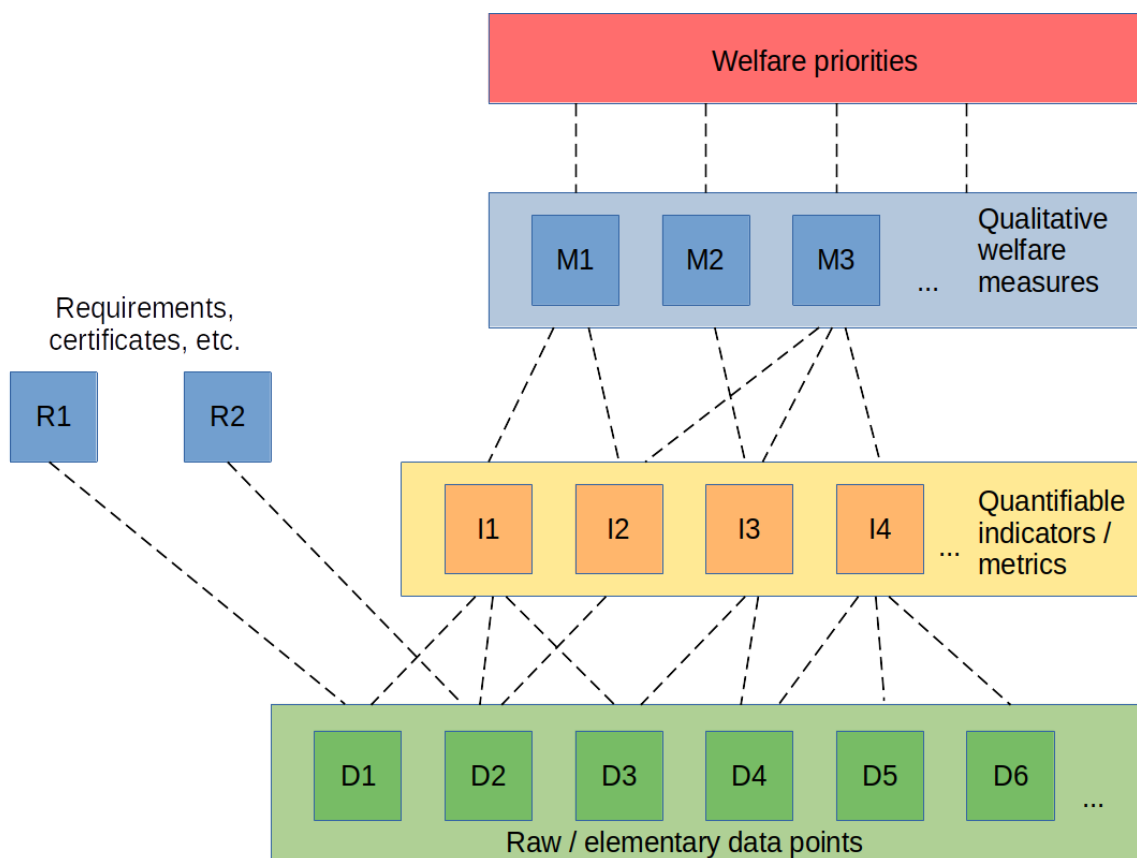 Welfare priorities
M1
M2
M3
...
Qualitative
welfare
measures
Requirements,
certificates, etc.
R1
R2
I1
I2
I3
I4
...
Quantifiable
indicators /
metrics
D1
D2
D3
D4
D5
D6
...
Raw / elementary data points